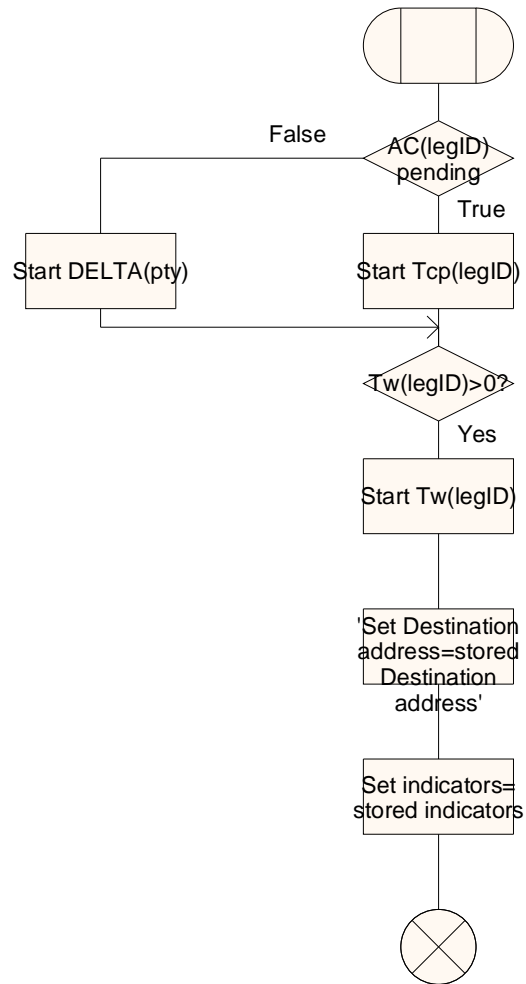 AC(legID)
pending
False
True
Start DELTA(pty)
Start Tcp(legID)
Tw(legID)>0?
Yes
Start Tw(legID)
'Set Destination
address=stored
Destination
address'
Set indicators=
stored indicators